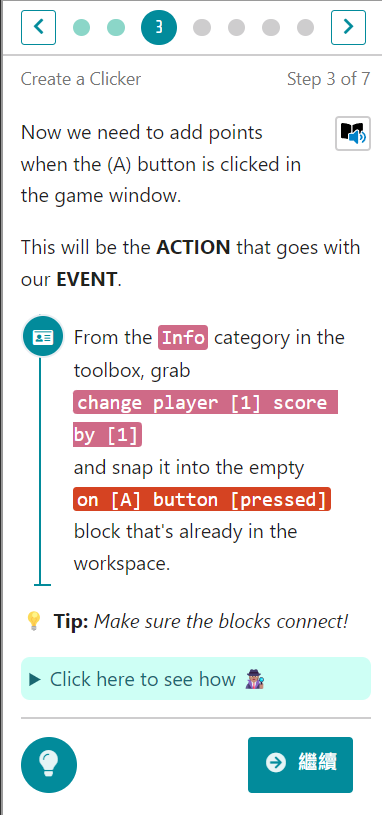 3
Create a Clicker
Step 3 of 7
Now we need to add points
when the (A) button is clicked in
the game window.
This will be the ACTION that goes with
our EVENT.
From the Info category in the
toolbox, grab
change player [1] score
by [1]
and snap it into the empty
on [A] button [pressed]
block that's already in the
workspace.
Tip: Make sure the blocks connect!
Click here to see how
繼續